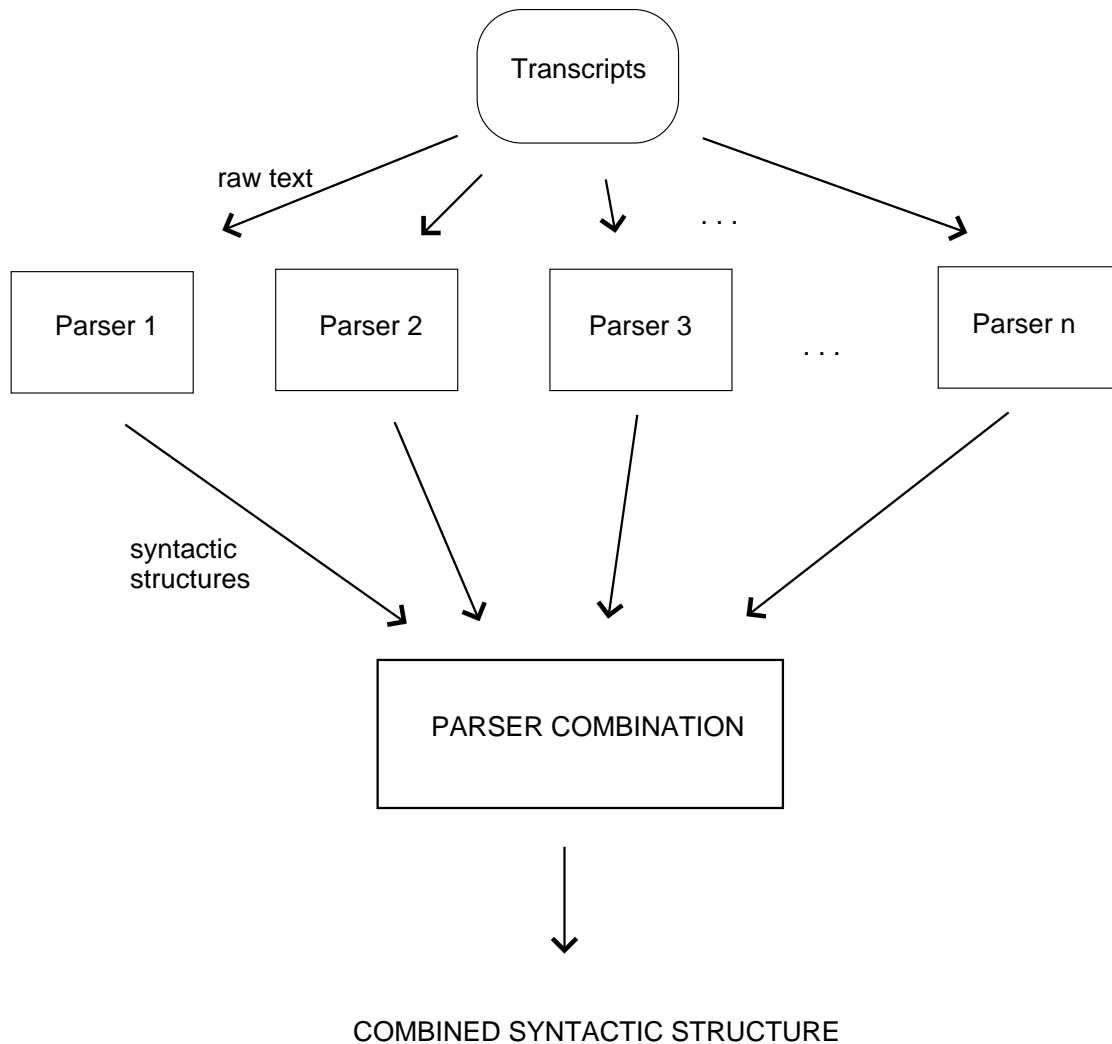 Transcripts
raw text
. . .
Parser 1
Parser 2
Parser 3
. . .
Parser n
syntactic
structures
PARSER COMBINATION
COMBINED SYNTACTIC STRUCTURE